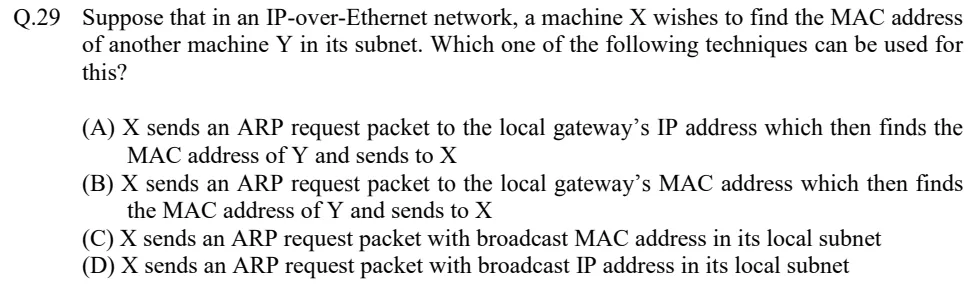 Q.29 Suppose that in an IP-over-Ethernet network, a machine X wishes to find the MAC address
of another machine Y in its subnet. Which one of the following techniques can be used for
this?
(A) X sends an ARP request packet to the local gateway’s IP address which then finds the
MAC address of Y and sends to X
(B) X sends an ARP request packet to the local gateway’s MAC address which then finds
the MAC address of Y and sends to X
(C) X sends an ARP request packet with broadcast MAC address in its local subnet
(D) X sends an ARP request packet with broadcast IP address in its local subnet